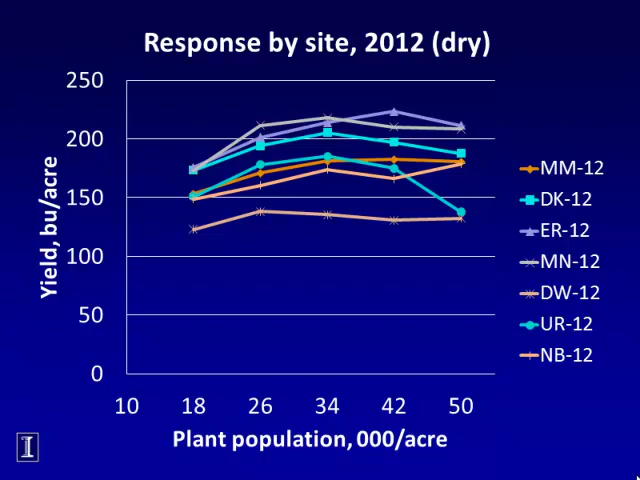 Response by site, 2012 (dry)
250
200
150
100
50
0
Yield, bu/acre
10 18 26 34 42 50
Plant population, 000/acre
MM-12
DK-12
ER-12
MN-12
DW-12
UR-12
NB-12
I